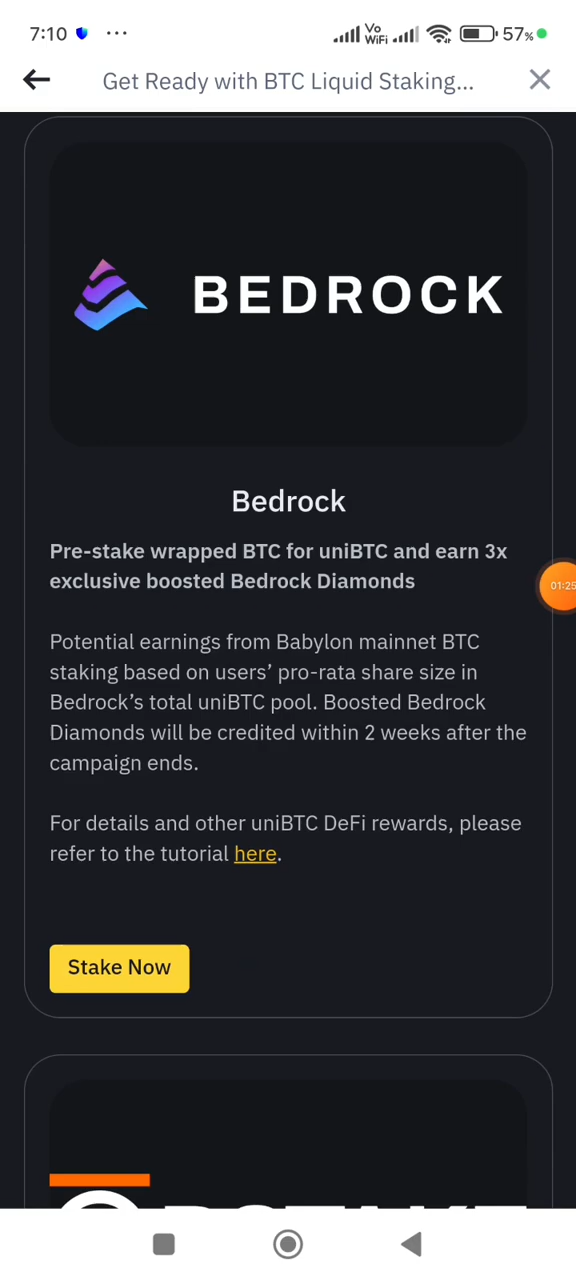 7:10 ... Vo WiFi 57%
Get Ready with BTC Liquid Staking...
BEDROCK
Bedrock
Pre-stake wrapped BTC for uniBTC and earn 3x
exclusive boosted Bedrock Diamonds
01:25
Potential earnings from Babylon mainnet BTC
staking based on users’ pro-rata share size in
Bedrock’s total uniBTC pool. Boosted Bedrock
Diamonds will be credited within 2 weeks after the
campaign ends.
For details and other uniBTC DeFi rewards, please
refer to the tutorial here.
Stake Now